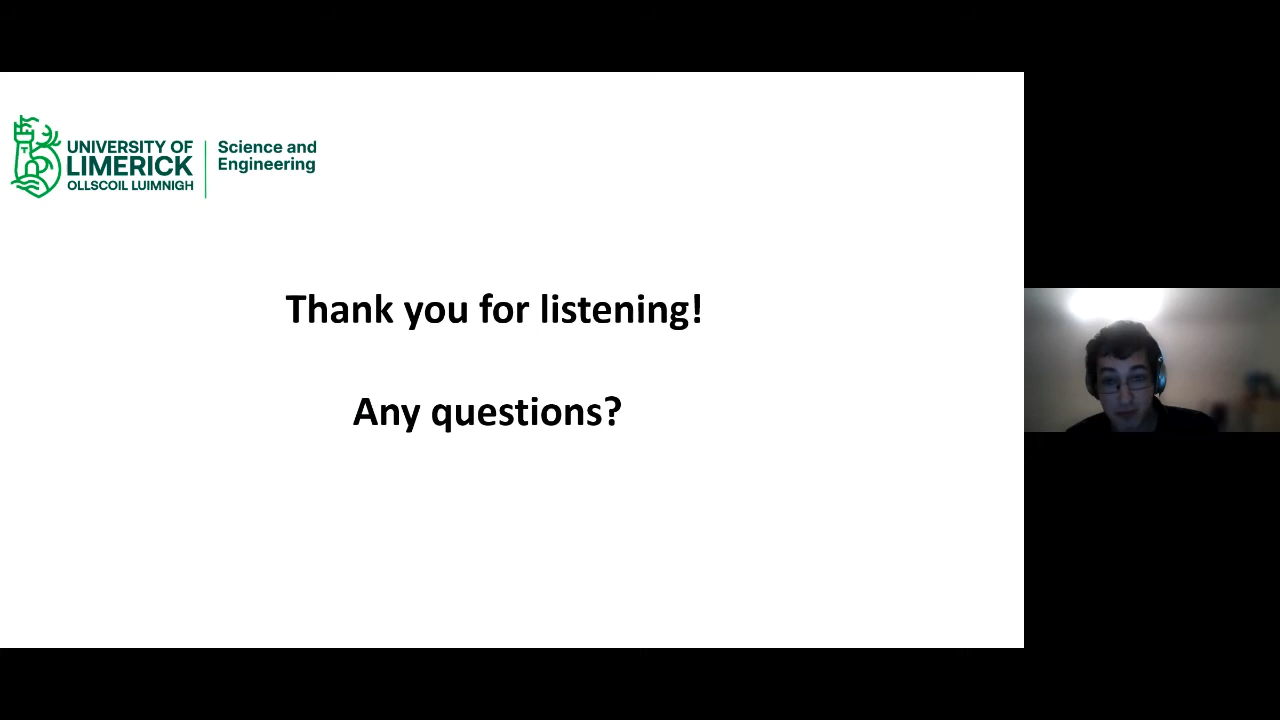 UNIVERSITY OF
LIMERICK
OLLSCOIL LUIMNIGH
Science and
Engineering
Thank you for listening!
Any questions?